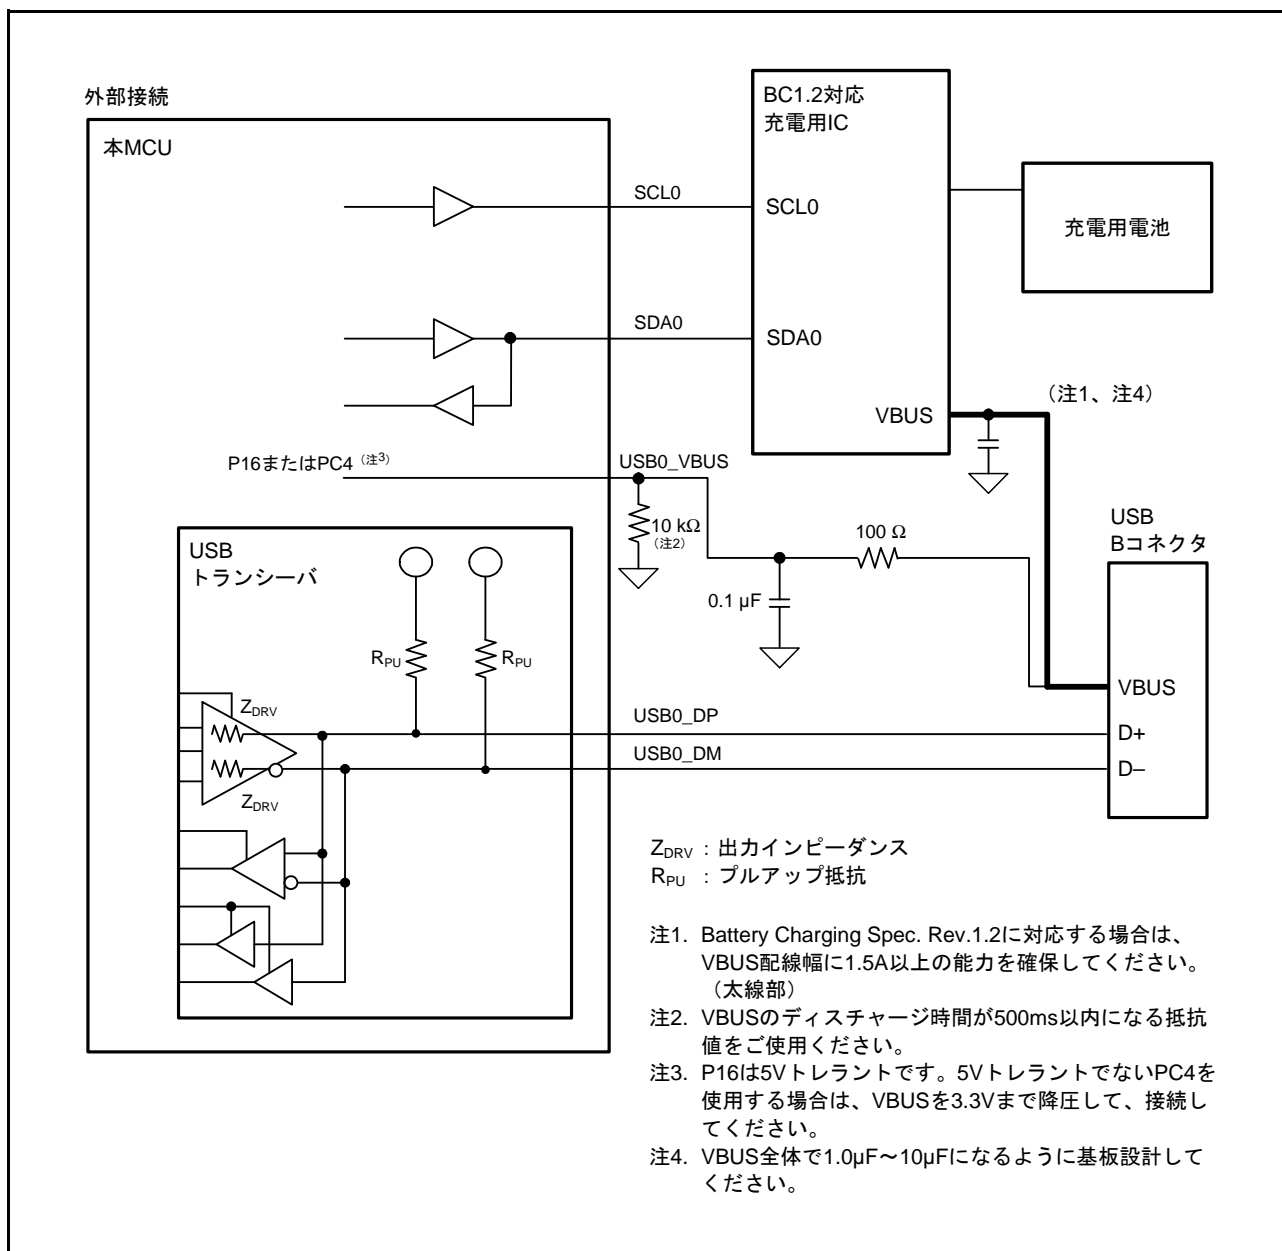 外部接続
本MCU
BC1.2対応
充電用IC
SCL0
SCL0
充電用電池
SDA0
SDA0
VBUS
（注1、注4）
P16またはPC4（注3）
USB0_VBUS
10 kΩ
（注2）
100 Ω
0.1 µF
USB
Bコネクタ
USB
トランシーバ
RPU
RPU
VBUS
ZDRV
USB0_DP
D+
USB0_DM
D–
ZDRV
ZDRV ：出力インピーダンス
RPU ：プルアップ抵抗
注1. Battery Charging Spec. Rev.1.2に対応する場合は、
VBUS配線幅に1.5A以上の能力を確保してください。
（太線部）
注2. VBUSのディスチャージ時間が500ms以内になる抵抗
値をご使用ください。
注3. P16は5Vトレラントです。5VトレラントでないPC4を
使用する場合は、VBUSを3.3Vまで降圧して、接続し
てください。
注4. VBUS全体で1.0µF～10µFになるように基板設計して
ください。